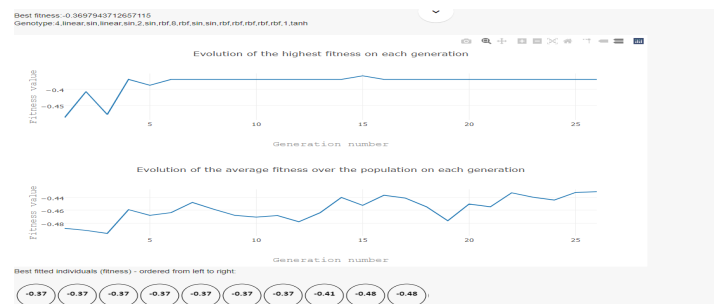 Best fitness:-0.3697943712657115
Genotype:4,linear,sin,linear,sin,2,sin,rbf,8,rbf,sin,sin,rbf,rbf,rbf,rbf,rbf,1,tanh
Evolution of the highest fitness on each generation
Fitness value
−0.4
−0.45
5
10
15
20
25
Generation number
Evolution of the average fitness over the population on each generation
Fitness value
−0.44
−0.46
−0.48
5
10
15
20
25
Generation number
Best fitted individuals (fitness) - ordered from left to right:
-0.37 -0.37 -0.37 -0.37 -0.37 -0.37 -0.37 -0.41 -0.48 -0.48